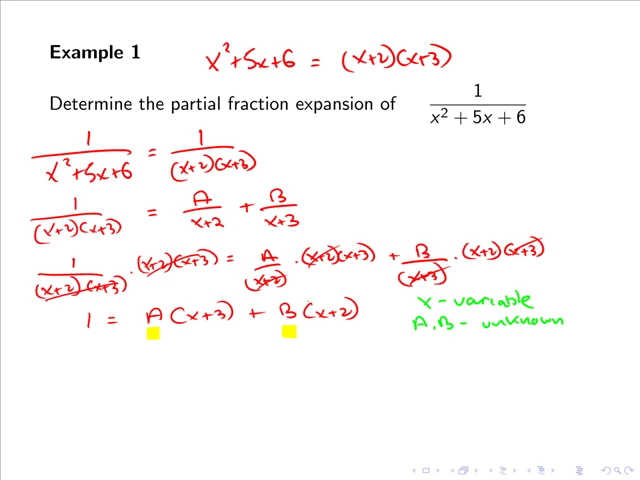 Example 1
x² + 5x + 6 = (x+2)(x+3)
Determine the partial fraction expansion of 1/(x² + 5x + 6)
1/(x² + 5x + 6) = 1/((x+2)(x+3))
1/((x+2)(x+3)) = A/(x+2) + B/(x+3)
1/((x+2)(x+3)) · (x+2)(x+3) = A/(x+2) · (x+2)(x+3) + B/(x+3) · (x+2)(x+3)
1 = A(x+3) + B(x+2)
x - variable
A, B - unknown